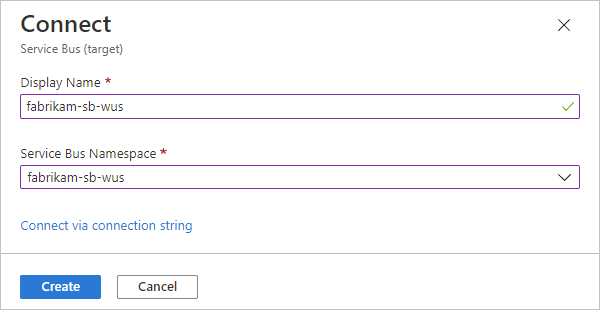 Connect
Service Bus (target)
Display Name *
fabrikam-sb-wus
Service Bus Namespace *
fabrikam-sb-wus
Connect via connection string
Create Cancel